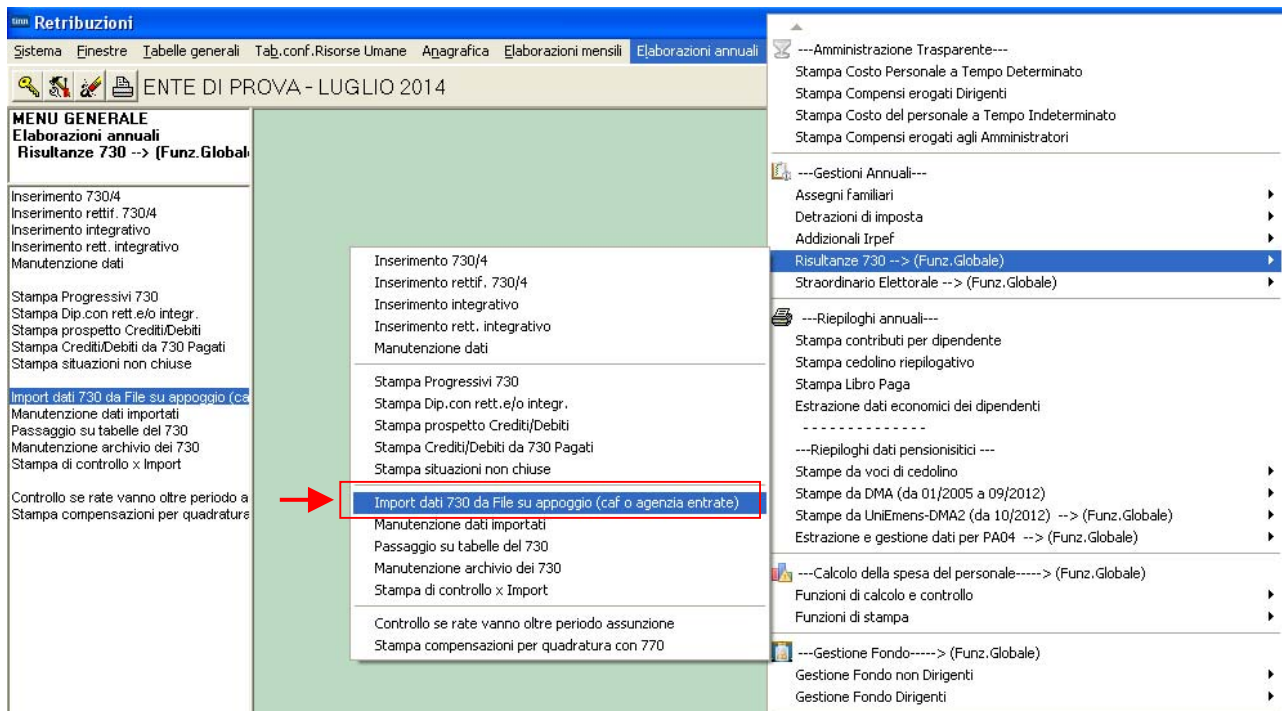 tinn Retribuzioni
Sistema Finestre Tabelle generali Tab.conf.Risorse Umane Anagrafica Elaborazioni mensili Elaborazioni annuali
ENTE DI PROVA - LUGLIO 2014
MENU GENERALE
Elaborazioni annuali
Risultanze 730 --> (Funz.Global
Inserimento 730/4
Inserimento rettif. 730/4
Inserimento integrativo
Inserimento rett. integrativo
Manutenzione dati
Stampa Progressivi 730
Stampa Dip.con rett.e/o integr.
Stampa prospetto Crediti/Debiti
Stampa Crediti/Debiti da 730 Pagati
Stampa situazioni non chiuse
Import dati 730 da File su appoggio (ca
Manutenzione dati importati
Passaggio su tabelle del 730
Manutenzione archivio dei 730
Stampa di controllo x Import
Controllo se rate vanno oltre periodo a
Stampa compensazioni per quadratura
Inserimento 730/4
Inserimento rettif. 730/4
Inserimento integrativo
Inserimento rett. integrativo
Manutenzione dati
Stampa Progressivi 730
Stampa Dip.con rett.e/o integr.
Stampa prospetto Crediti/Debiti
Stampa Crediti/Debiti da 730 Pagati
Stampa situazioni non chiuse
Import dati 730 da File su appoggio (caf o agenzia entrate)
Manutenzione dati importati
Passaggio su tabelle del 730
Manutenzione archivio dei 730
Stampa di controllo x Import
Controllo se rate vanno oltre periodo assunzione
Stampa compensazioni per quadratura con 770
---Amministrazione Trasparente---
Stampa Costo Personale a Tempo Determinato
Stampa Compensi erogati Dirigenti
Stampa Costo del personale a Tempo Indeterminato
Stampa Compensi erogati agli Amministratori
---Gestioni Annuali---
Assegni familiari
Detrazioni di imposta
Addizionali Irpef
Risultanze 730 --> (Funz.Globale)
Straordinario Elettorale --> (Funz.Globale)
---Riepiloghi annuali---
Stampa contributi per dipendente
Stampa cedolino riepilogativo
Stampa Libro Paga
Estrazione dati economici dei dipendenti
- - - - - - - - - - - - - -
---Riepiloghi dati pensionisitici ---
Stampe da voci di cedolino
Stampe da DMA (da 01/2005 a 09/2012)
Stampe da UniEmens-DMA2 (da 10/2012) --> (Funz.Globale)
Estrazione e gestione dati per PA04 --> (Funz.Globale)
---Calcolo della spesa del personale-----> (Funz.Globale)
Funzioni di calcolo e controllo
Funzioni di stampa
---Gestione Fondo-----> (Funz.Globale)
Gestione Fondo non Dirigenti
Gestione Fondo Dirigenti